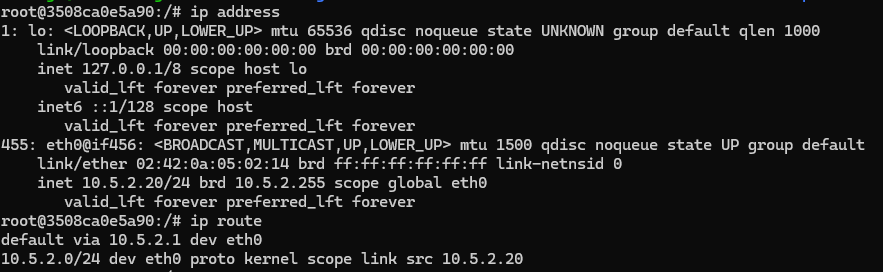 root@3508ca0e5a90:/# ip address
1: lo: <LOOPBACK,UP,LOWER_UP> mtu 65536 qdisc noqueue state UNKNOWN group default qlen 1000
    link/loopback 00:00:00:00:00:00 brd 00:00:00:00:00:00
    inet 127.0.0.1/8 scope host lo
       valid_lft forever preferred_lft forever
    inet6 ::1/128 scope host
       valid_lft forever preferred_lft forever
455: eth0@if456: <BROADCAST,MULTICAST,UP,LOWER_UP> mtu 1500 qdisc noqueue state UP group default
    link/ether 02:42:0a:05:02:14 brd ff:ff:ff:ff:ff:ff link-netnsid 0
    inet 10.5.2.20/24 brd 10.5.2.255 scope global eth0
       valid_lft forever preferred_lft forever
root@3508ca0e5a90:/# ip route
default via 10.5.2.1 dev eth0
10.5.2.0/24 dev eth0 proto kernel scope link src 10.5.2.20